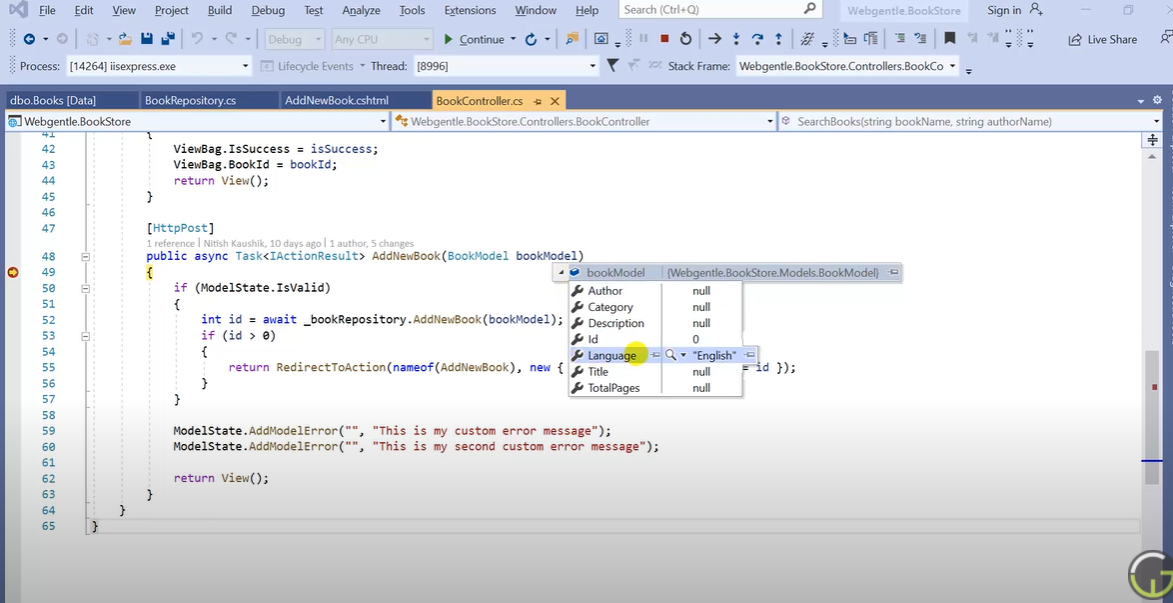 File Edit View Project Build Debug Test Analyze Tools Extensions Window Help Search (Ctrl+Q) Webgentle.BookStore Sign in
Debug Any CPU Continue Live Share
Process: [14264] iisexpress.exe Lifecycle Events Thread: [8996] Stack Frame: Webgentle.BookStore.Controllers.BookCo
dbo.Books [Data] BookRepository.cs AddNewBook.cshtml BookController.cs
Webgentle.BookStore Webgentle.BookStore.Controllers.BookController SearchBooks(string bookName, string authorName)
41 {
42 ViewBag.IsSuccess = isSuccess;
43 ViewBag.BookId = bookId;
44 return View();
45 }
46
47 [HttpPost]
1 reference | Nitish Kaushik, 10 days ago | 1 author, 5 changes
48 public async Task<IActionResult> AddNewBook(BookModel bookModel)
49 {
bookModel {Webgentle.BookStore.Models.BookModel}
Author null
Category null
Description null
Id 0
Language "English"
Title null
TotalPages null
50 if (ModelState.IsValid)
51 {
52 int id = await _bookRepository.AddNewBook(bookModel);
53 if (id > 0)
54 {
55 return RedirectToAction(nameof(AddNewBook), new { = id });
56 }
57 }
58
59 ModelState.AddModelError("", "This is my custom error message");
60 ModelState.AddModelError("", "This is my second custom error message");
61
62 return View();
63 }
64 }
65 }